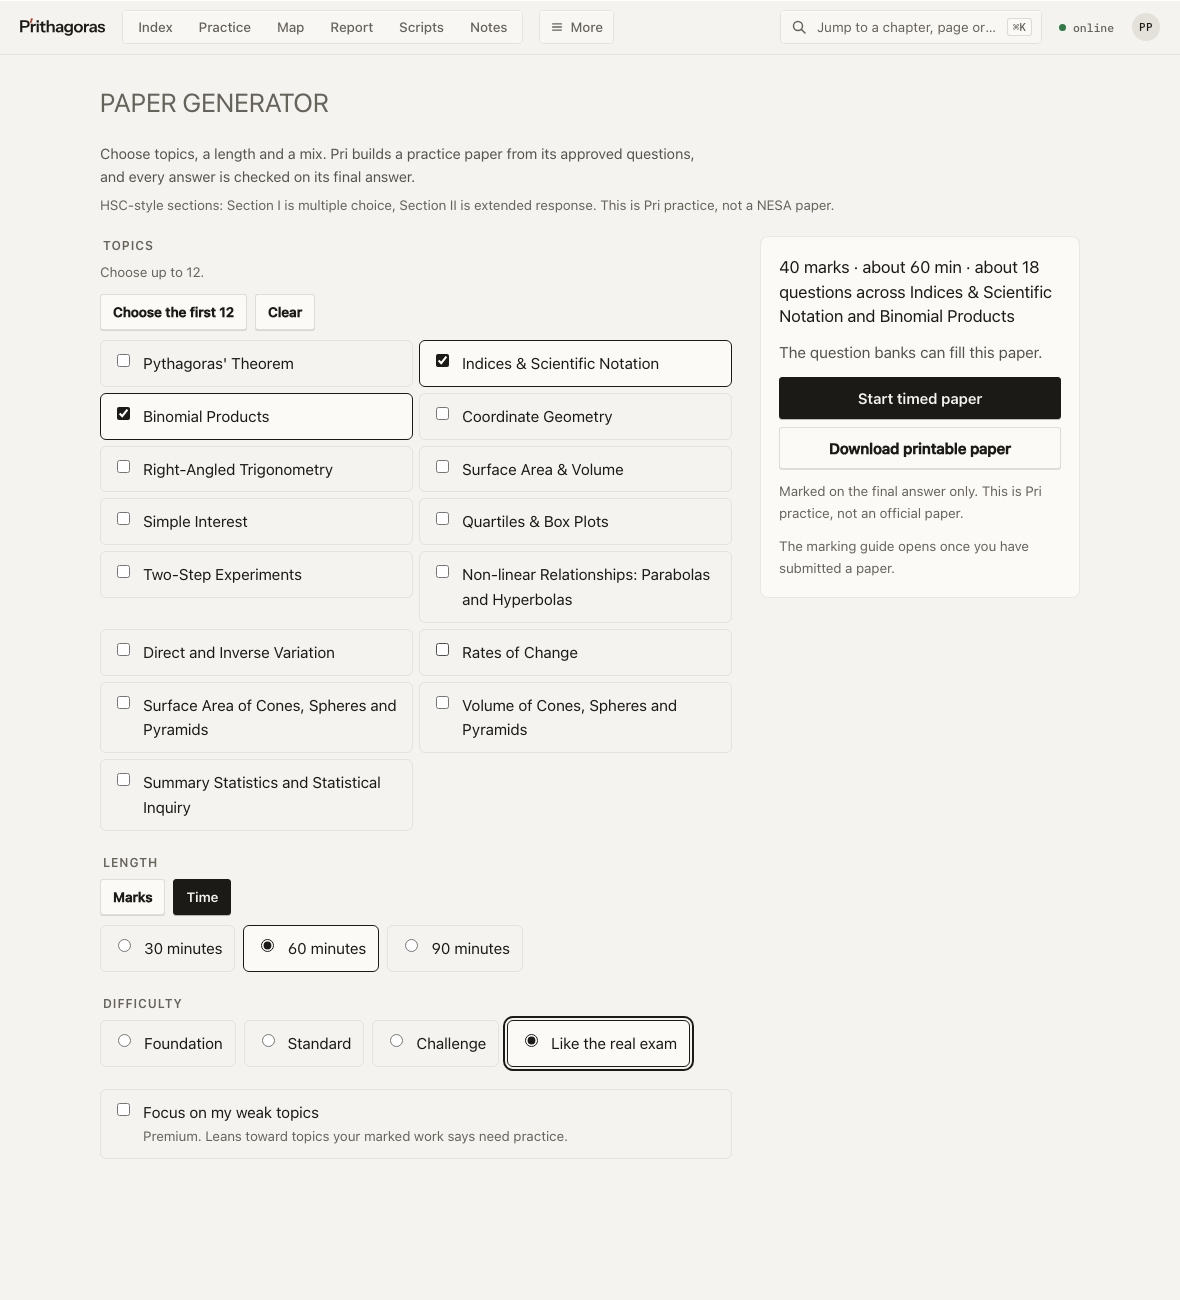 Prithagoras
Index
Practice
Map
Report
Scripts
Notes
More
Jump to a chapter, page or…
⌘K
online
PP
PAPER GENERATOR
Choose topics, a length and a mix. Pri builds a practice paper from its approved questions,
and every answer is checked on its final answer.
HSC-style sections: Section I is multiple choice, Section II is extended response. This is Pri practice, not a NESA paper.
TOPICS
Choose up to 12.
Choose the first 12
Clear
Pythagoras' Theorem
Indices & Scientific Notation
Binomial Products
Coordinate Geometry
Right-Angled Trigonometry
Surface Area & Volume
Simple Interest
Quartiles & Box Plots
Two-Step Experiments
Non-linear Relationships: Parabolas
and Hyperbolas
Direct and Inverse Variation
Rates of Change
Surface Area of Cones, Spheres and
Pyramids
Volume of Cones, Spheres and
Pyramids
Summary Statistics and Statistical
Inquiry
LENGTH
Marks
Time
30 minutes
60 minutes
90 minutes
DIFFICULTY
Foundation
Standard
Challenge
Like the real exam
Focus on my weak topics
Premium. Leans toward topics your marked work says need practice.
40 marks · about 60 min · about 18
questions across Indices & Scientific
Notation and Binomial Products
The question banks can fill this paper.
Start timed paper
Download printable paper
Marked on the final answer only. This is Pri
practice, not an official paper.
The marking guide opens once you have
submitted a paper.